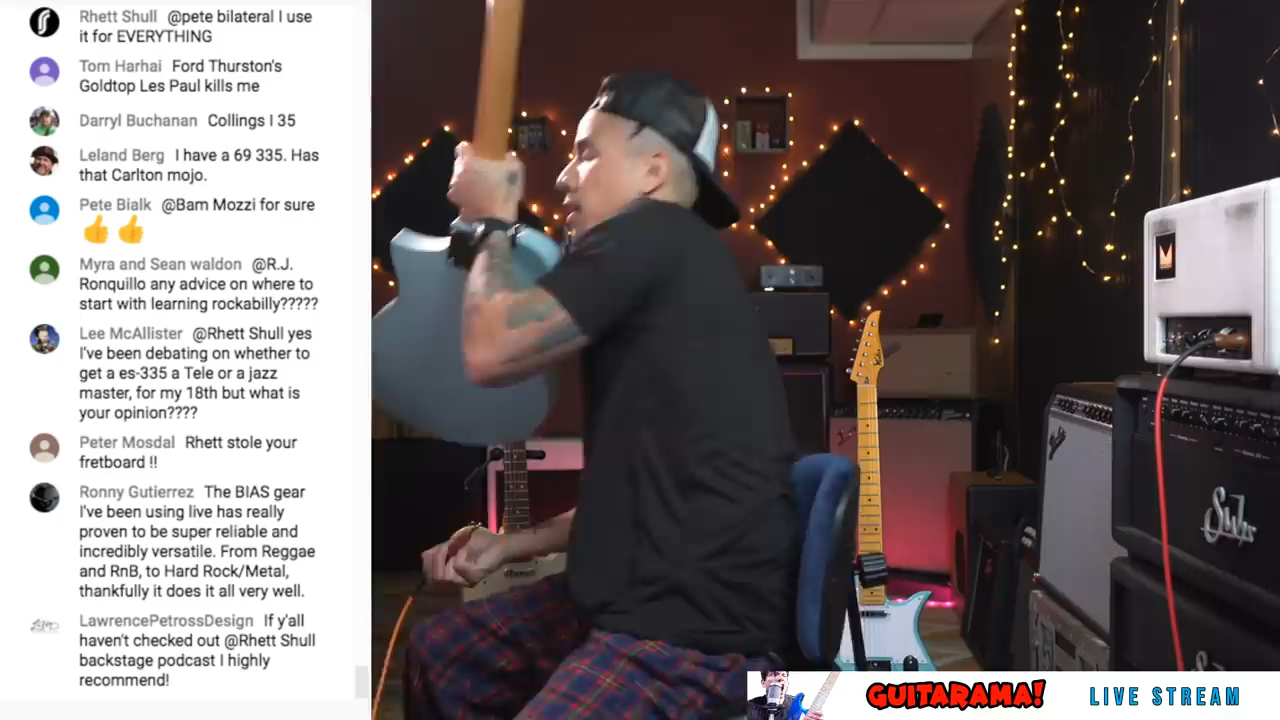 Rhett Shull @pete bilateral I use
it for EVERYTHING
Tom Harhai Ford Thurston's
Goldtop Les Paul kills me
Darryl Buchanan Collings I 35
Leland Berg I have a 69 335. Has
that Carlton mojo.
Pete Bialk @Bam Mozzi for sure
👍 👍
Myra and Sean waldon @R.J.
Ronquillo any advice on where to
start with learning rockabilly?????
Lee McAllister @Rhett Shull yes
I've been debating on whether to
get a es-335 a Tele or a jazz
master, for my 18th but what is
your opinion????
Peter Mosdal Rhett stole your
fretboard !!
Ronny Gutierrez The BIAS gear
I've been using live has really
proven to be super reliable and
incredibly versatile. From Reggae
and RnB, to Hard Rock/Metal,
thankfully it does it all very well.
LawrencePetrossDesign If y'all
haven't checked out @Rhett Shull
backstage podcast I highly
recommend!
Suhr
GUITARAMA! LIVE STREAM